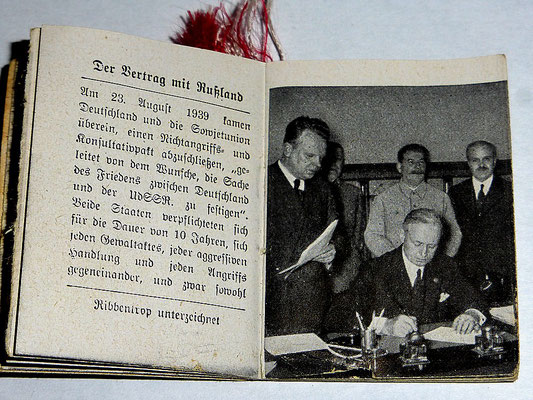 Der Vertrag mit Rußland
Am 23. August 1939 kamen
Deutschland und die Sowjetunion
überein, einen Nichtangriffs- und
Konsultativpakt abzuschließen, „ge-
leitet von dem Wunsche, die Sache
des Friedens zwischen Deutschland
und der UdSSR. zu festigen“.
Beide Staaten verpflichteten sich
für die Dauer von 10 Jahren, sich
jeden Gewaltaktes, jeder aggressiven
Handlung und jeden Angriffs
gegeneinander, und zwar sowohl
Ribbentrop unterzeichnet